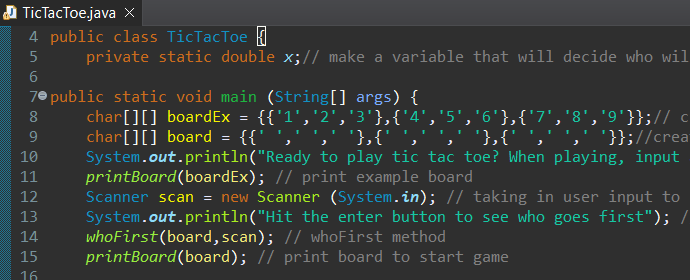 TicTacToe.java
4 public class TicTacToe {
5 private static double x;// make a variable that will decide who wil
6
7 public static void main (String[] args) {
8 char[][] boardEx = {{'1','2','3'},{'4','5','6'},{'7','8','9'}};// c
9 char[][] board = {{' ',' ',' '},{' ',' ',' '},{' ',' ',' '}};//crea
10 System.out.println("Ready to play tic tac toe? When playing, input
11 printBoard(boardEx); // print example board
12 Scanner scan = new Scanner (System.in); // taking in user input to
13 System.out.println("Hit the enter button to see who goes first"); /
14 whoFirst(board,scan); // whoFirst method
15 printBoard(board); // print board to start game
16